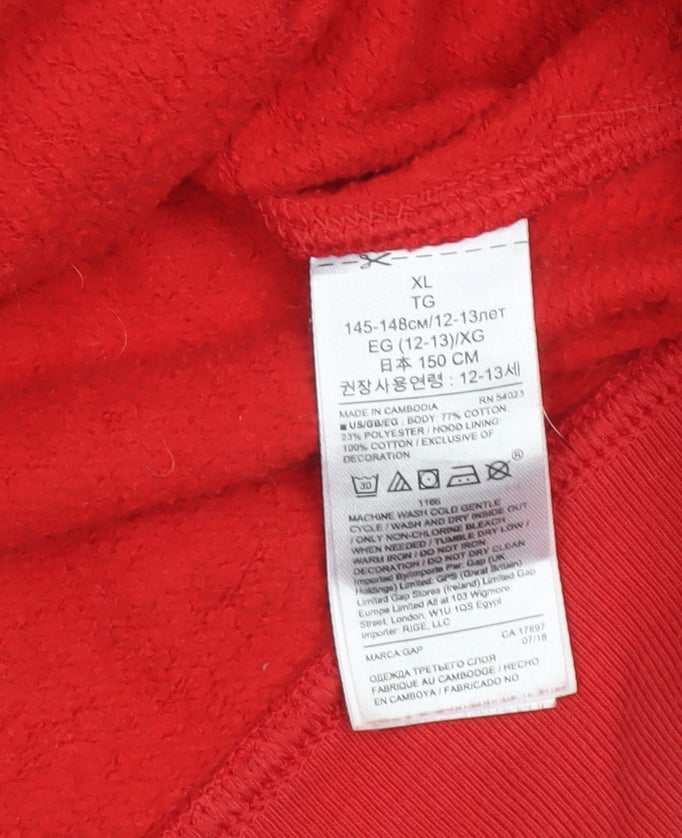 XL
TG
145-148см/12-13лет
EG (12-13)/XG
日本 150 CM
권장사용연령 : 12-13세
RN 54023
MADE IN CAMBODIA
■ US/GB/EG : BODY: 77% COTTON
23% POLYESTER / HOOD LINING:
100% COTTON / EXCLUSIVE OF
DECORATION
®
1166
MACHINE WASH COLD GENTLE
CYCLE / WASH AND DRY INSIDE OUT
/ ONLY NON-CHLORINE BLEACH
WHEN NEEDED / TUMBLE DRY LOW /
WARM IRON / DO NOT IRON
DECORATION / DO NOT DRY CLEAN
Imported By/Importe Par: Gap (UK
Holdings) Limited. GPS (Great Britain)
Limited Gap Stores (Ireland) Limited Gap
Europe Limited All at 103 Wigmore
Street, London, W1U 1QS Egypt
Importer: RIGE, LLC
CA 17897
07/18
MARCA GAP
ОДЕЖДА ТРЕТЬЕГО СЛОЯ
FABRIQUE AU CAMBODGE / HECHO
EN CAMBOYA / FABRICADO NO